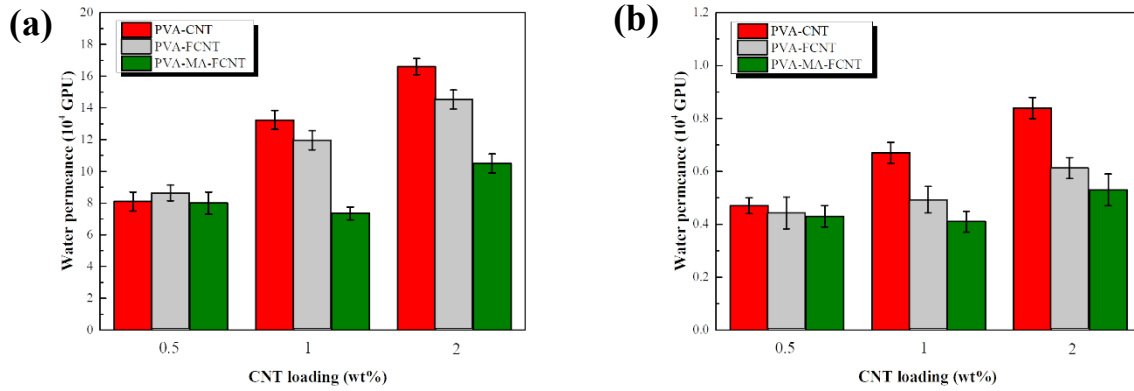 (a)
20
18
16
14
12
10
8
6
4
2
0
Water permeance (10⁴ GPU)
PVA-CNT
PVA-FCNT
PVA-MA-FCNT
0.5 1 2
CNT loading (wt%)
(b)
1.2
1.0
0.8
0.6
0.4
0.2
0.0
Water permeance (10⁴ GPU)
PVA-CNT
PVA-FCNT
PVA-MA-FCNT
0.5 1 2
CNT loading (wt%)